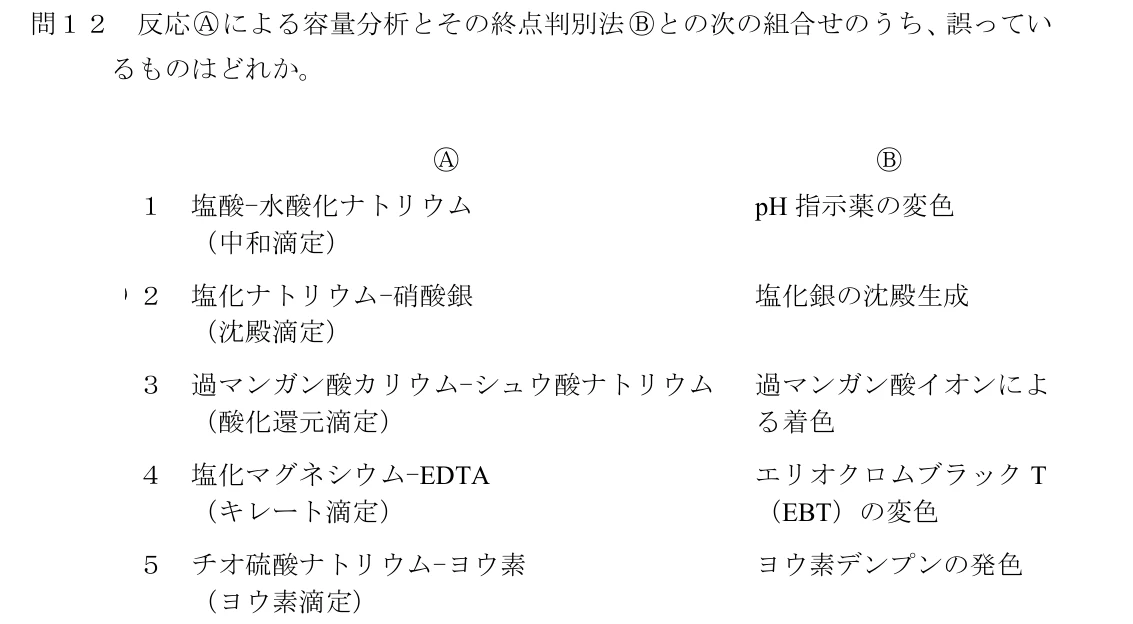 問１２　反応Ⓐによる容量分析とその終点判別法Ⓑとの次の組合せのうち、誤ってい
るものはどれか。
Ⓐ　Ⓑ
１　塩酸−水酸化ナトリウム　pH 指示薬の変色
（中和滴定）
２　塩化ナトリウム−硝酸銀　塩化銀の沈殿生成
（沈殿滴定）
３　過マンガン酸カリウム−シュウ酸ナトリウム　過マンガン酸イオンによ
（酸化還元滴定）　る着色
４　塩化マグネシウム−EDTA　エリオクロムブラック T
（キレート滴定）　（EBT）の変色
５　チオ硫酸ナトリウム−ヨウ素　ヨウ素デンプンの発色
（ヨウ素滴定）